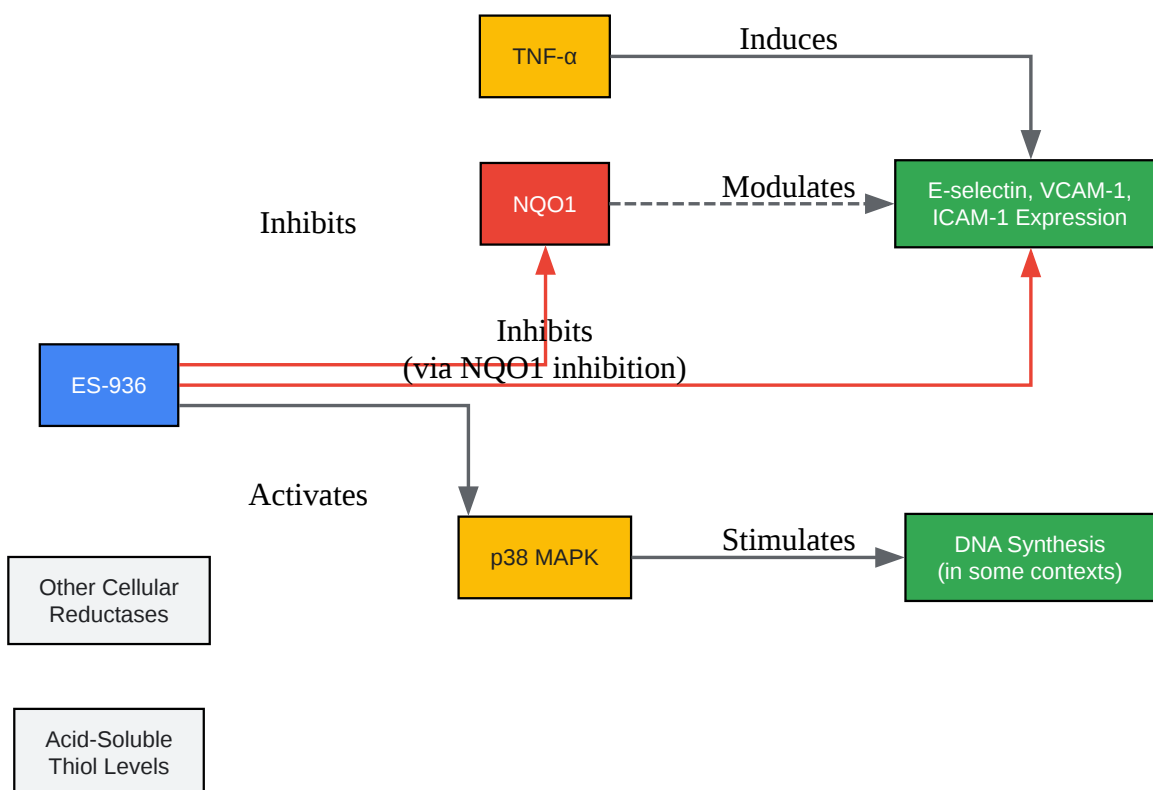 Induces
TNF-α
NQO1
Modulates
E-selectin, VCAM-1,
ICAM-1 Expression
Inhibits
Inhibits
(via NQO1 inhibition)
ES-936
Activates
p38 MAPK
Stimulates
DNA Synthesis
(in some contexts)
Other Cellular
Reductases
Acid-Soluble
Thiol Levels